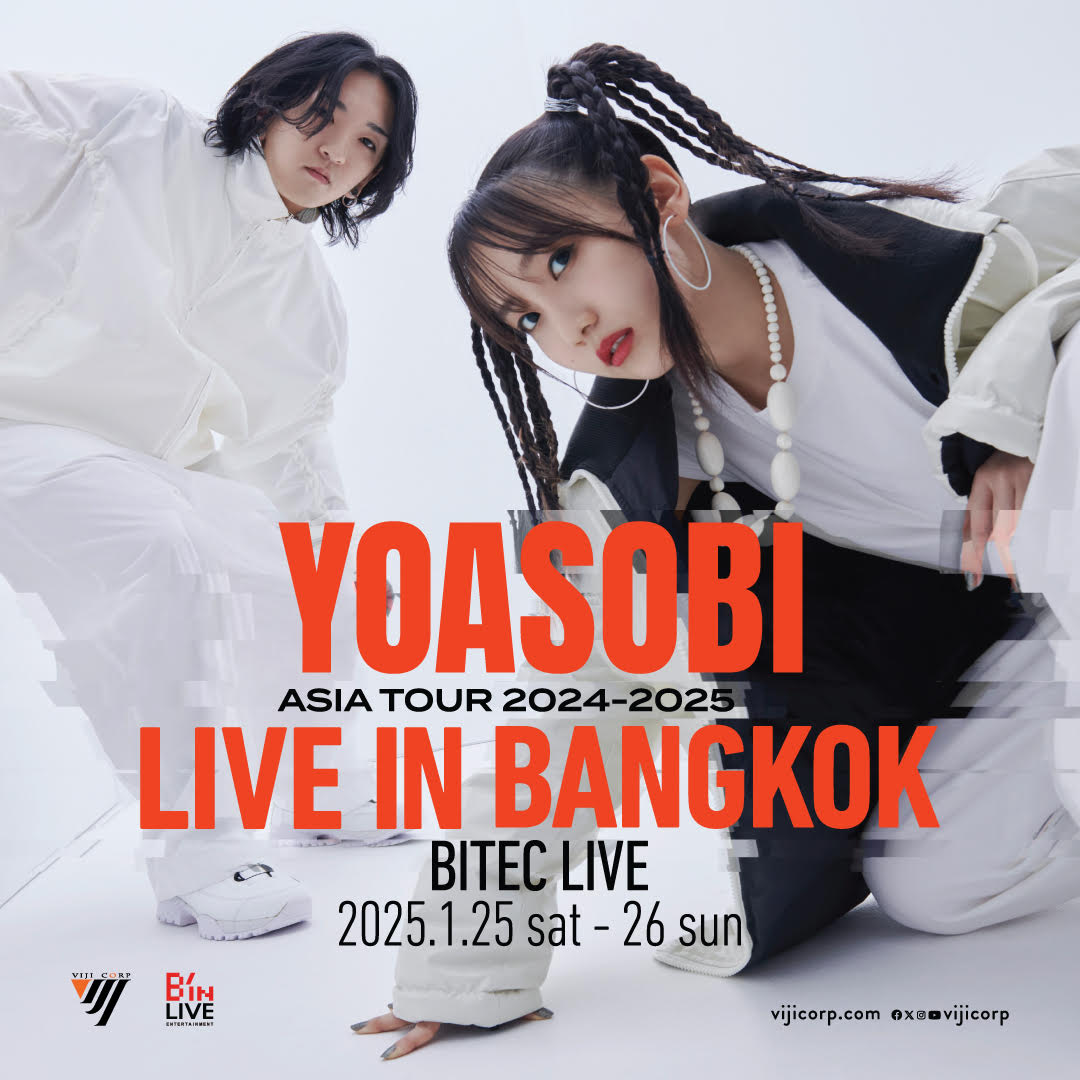 YOASOBI
ASIA TOUR 2024-2025
LIVE IN BANGKOK
BITEC LIVE
2025.1.25 sat - 26 sun
VIJI CORP
B'IN
LIVE
ENTERTAINMENT
vijicorp.com vijicorp